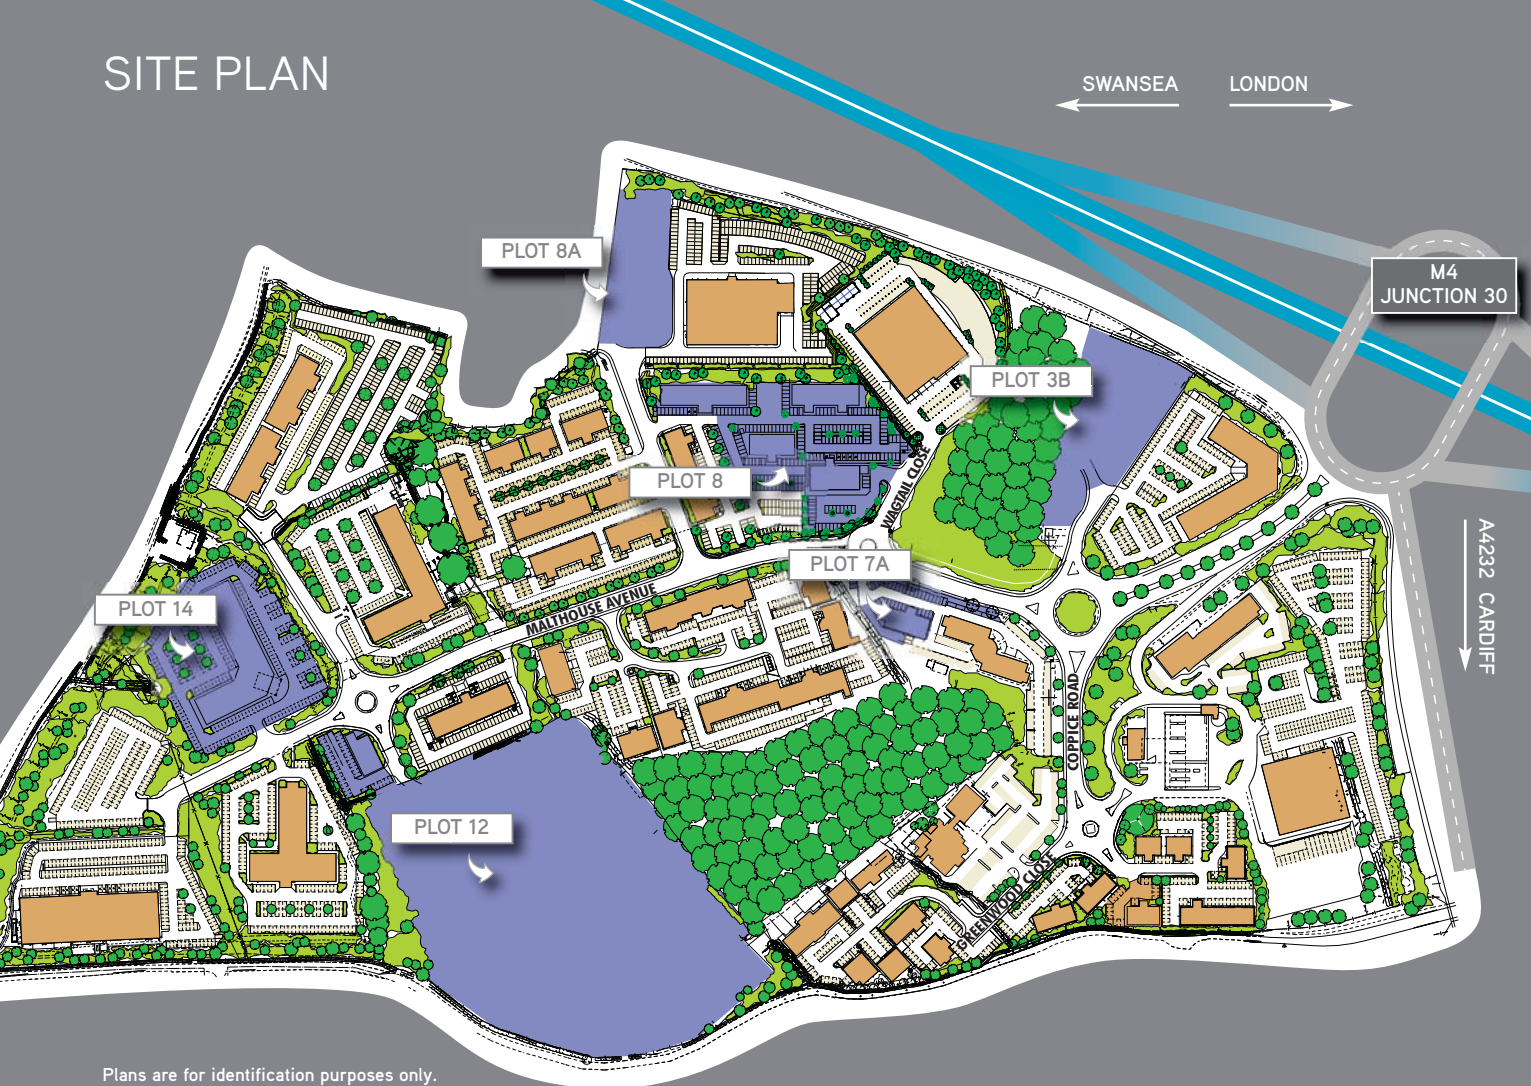 SITE PLAN
SWANSEA
LONDON
M4
JUNCTION 30
PLOT 8A
PLOT 3B
PLOT 8
WAGTAIL CLOSE
PLOT 7A
A4232 CARDIFF
PLOT 14
MALTHOUSE AVENUE
COPPICE ROAD
PLOT 12
GREENWOOD CLOSE
Plans are for identification purposes only.